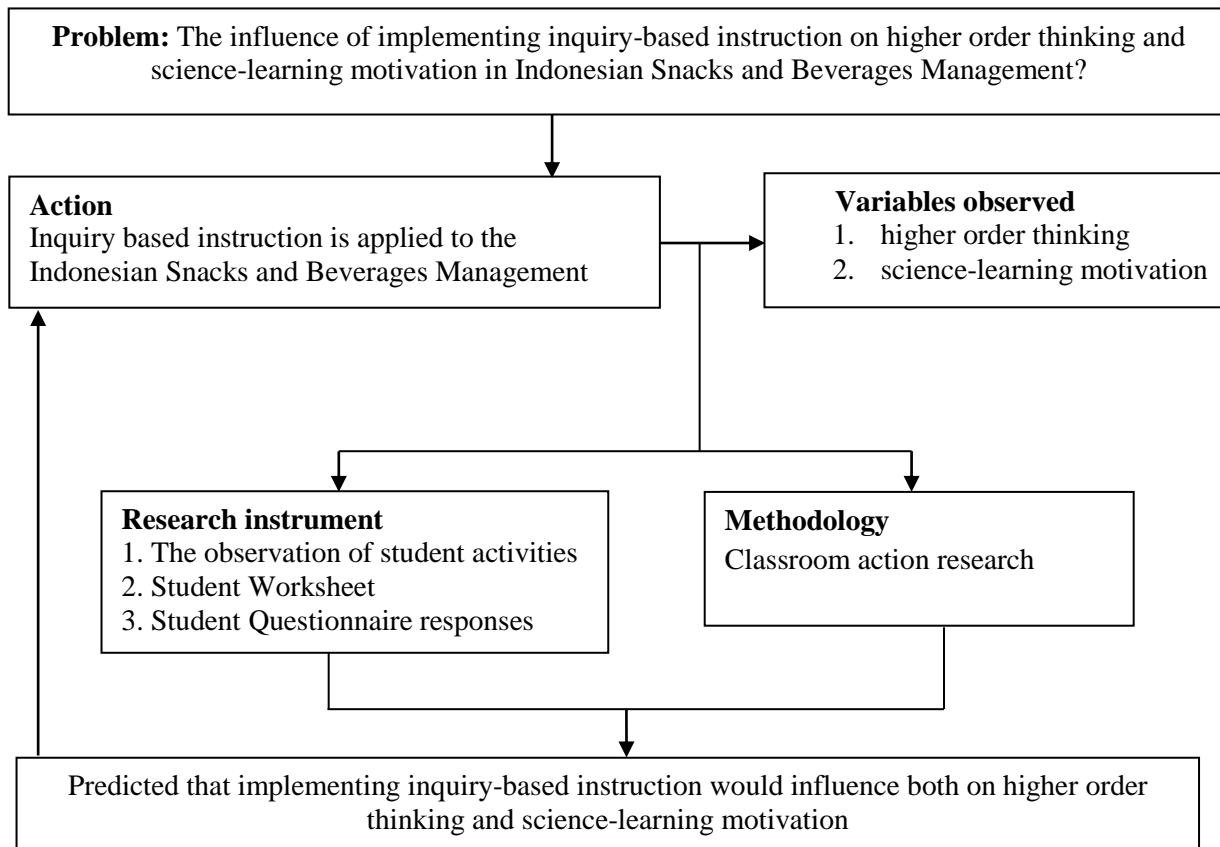 Problem: The influence of implementing inquiry-based instruction on higher order thinking and
science-learning motivation in Indonesian Snacks and Beverages Management?
Action
Inquiry based instruction is applied to the
Indonesian Snacks and Beverages Management
Variables observed
1. higher order thinking
2. science-learning motivation
Research instrument
1. The observation of student activities
2. Student Worksheet
3. Student Questionnaire responses
Methodology
Classroom action research
Predicted that implementing inquiry-based instruction would influence both on higher order
thinking and science-learning motivation